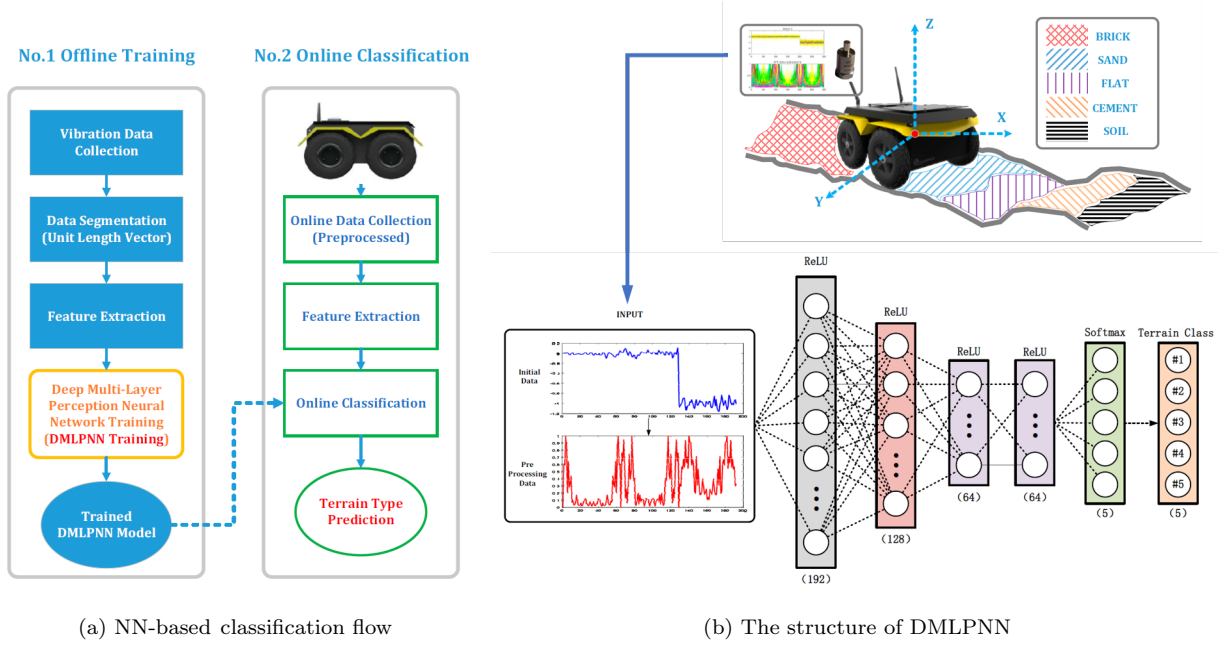 No.1 Offline Training
Vibration Data
Collection
Data Segmentation
(Unit Length Vector)
Feature Extraction
Deep Multi-Layer
Perception Neural
Network Training
(DMLPNN Training)
Trained
DMLPNN Model
No.2 Online Classification
Online Data Collection
(Preprocessed)
Feature Extraction
Online Classification
Terrain Type
Prediction
(a) NN-based classification flow
Z
X
Y
BRICK
SAND
FLAT
CEMENT
SOIL
INPUT
Initial
Data
Pre
Processing
Data
ReLU
(192)
ReLU
(128)
ReLU
(64)
ReLU
(64)
Softmax
(5)
Terrain Class
#1
#2
#3
#4
#5
(5)
(b) The structure of DMLPNN